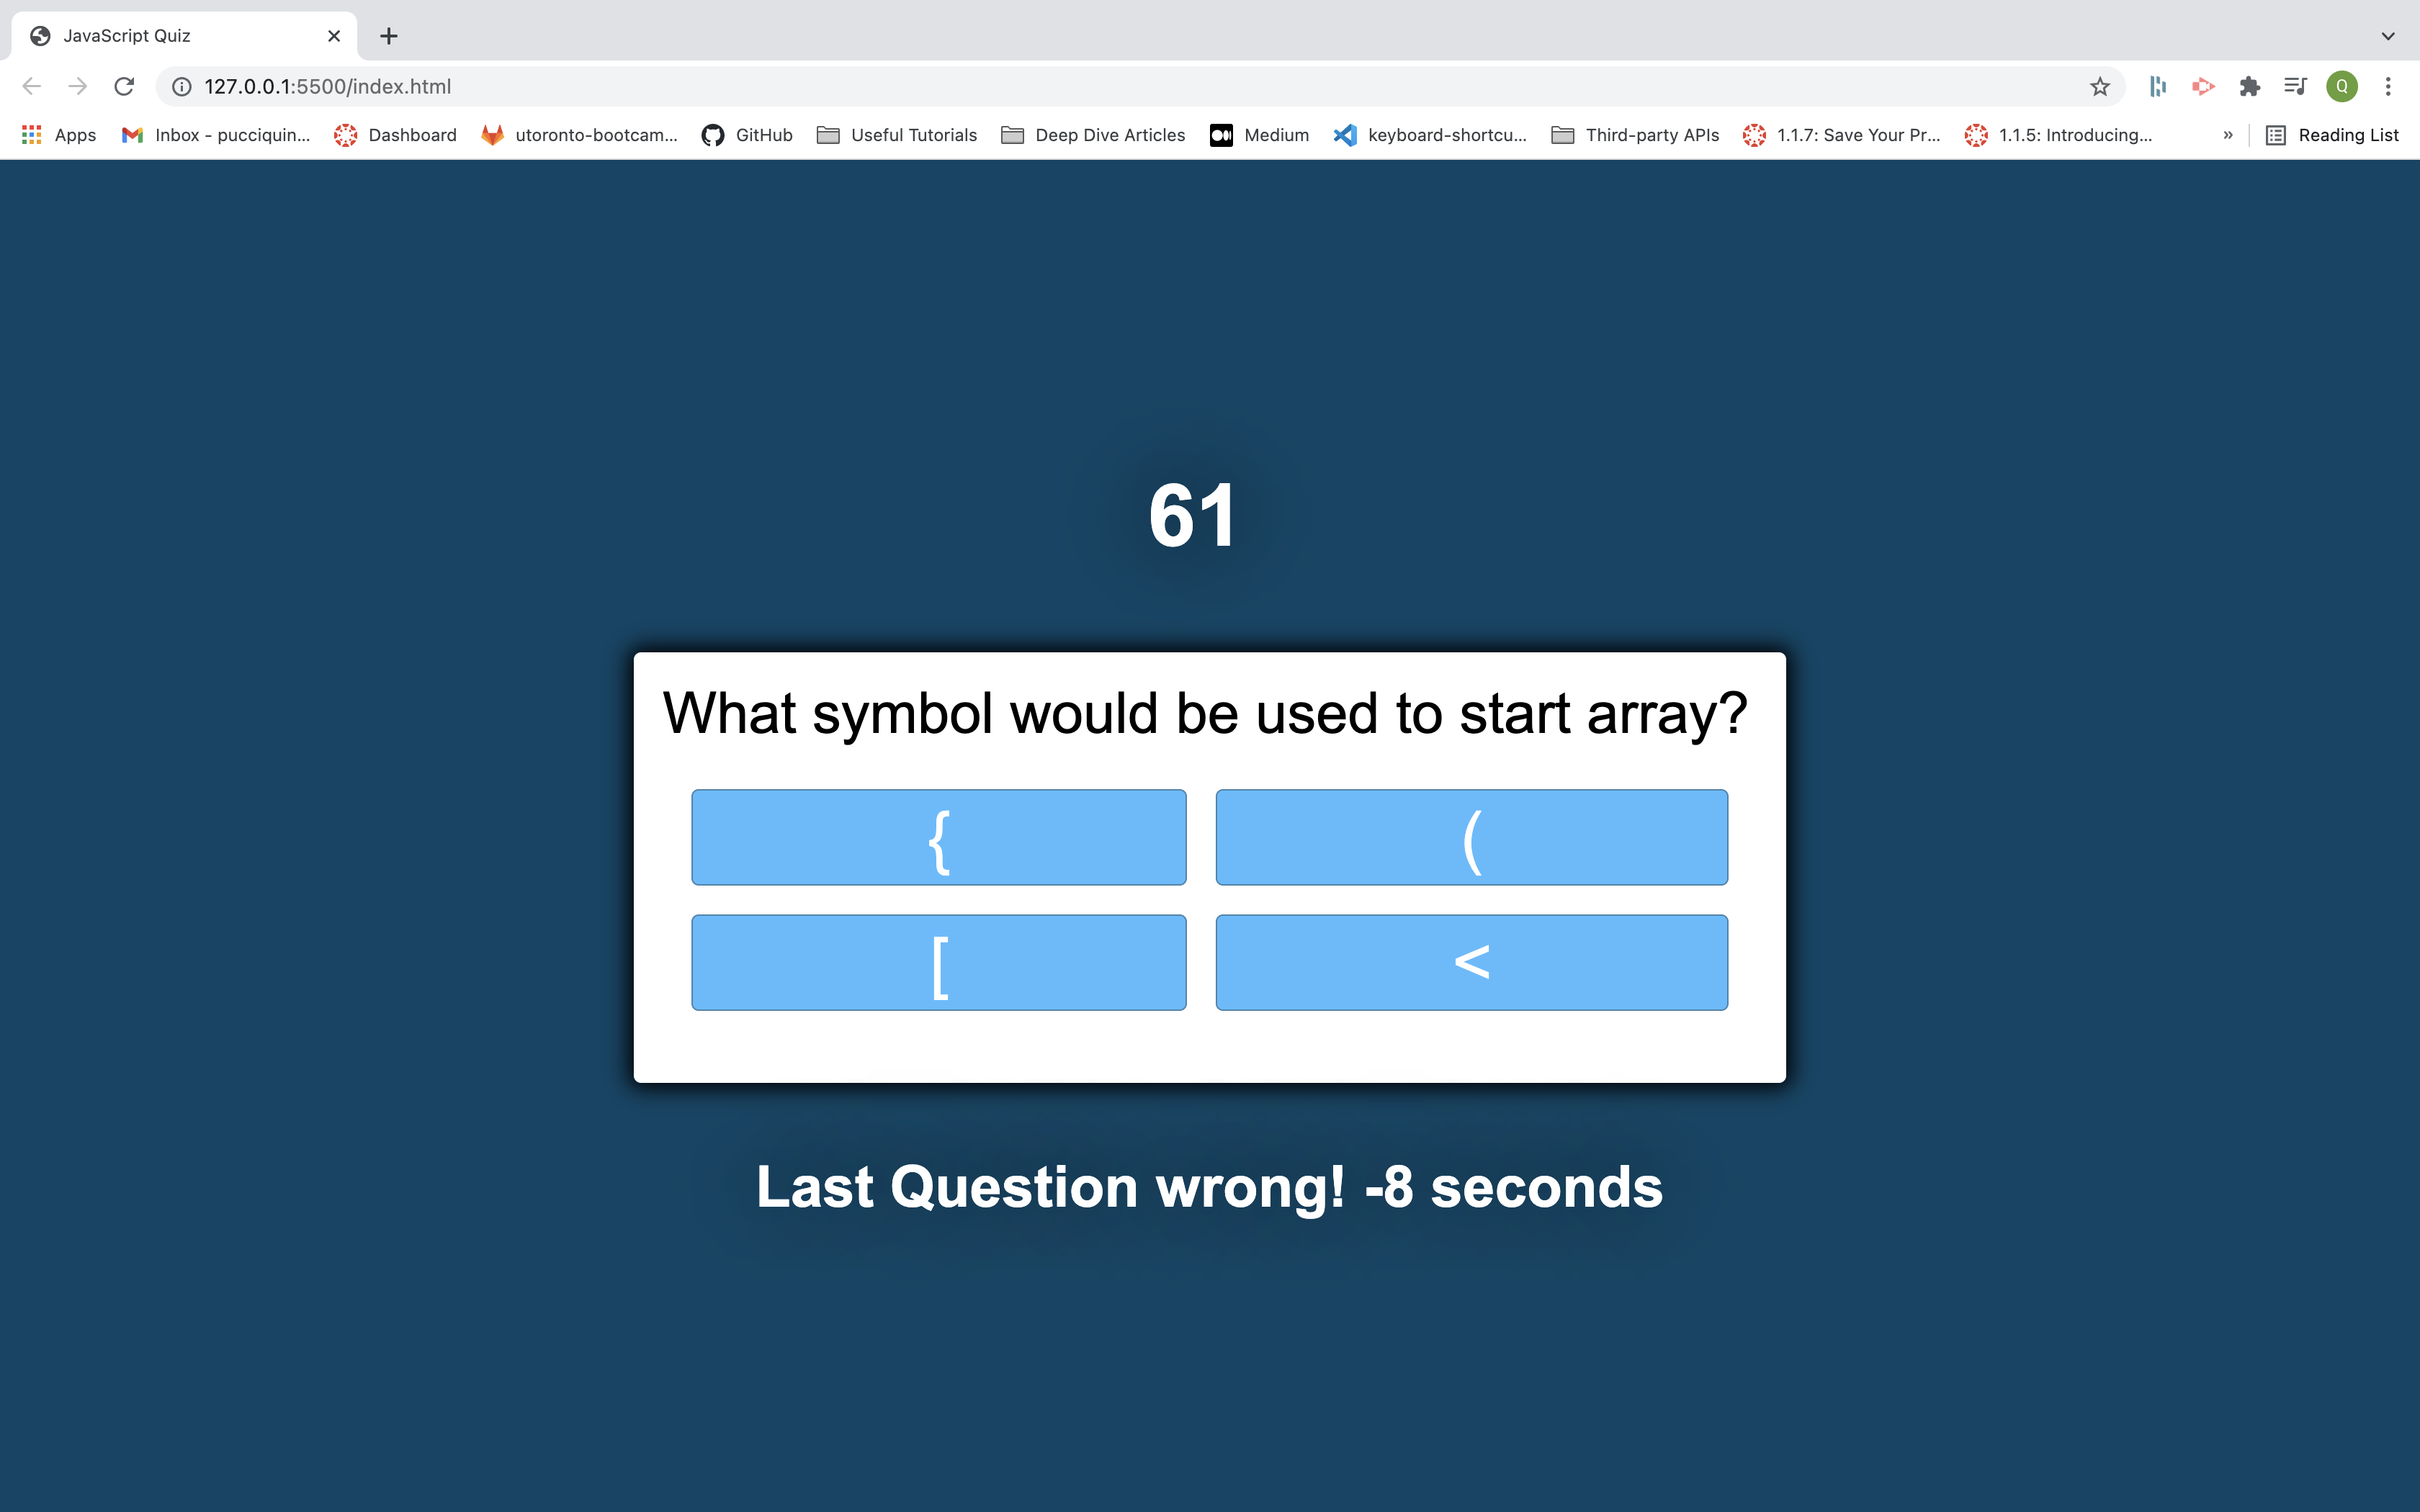 JavaScript Quiz
127.0.0.1:5500/index.html
Q
Apps Inbox - pucciquin... Dashboard utoronto-bootcam... GitHub Useful Tutorials Deep Dive Articles Medium keyboard-shortcu... Third-party APIs 1.1.7: Save Your Pr... 1.1.5: Introducing... » Reading List
61
What symbol would be used to start array?
{ (
[ <
Last Question wrong! -8 seconds